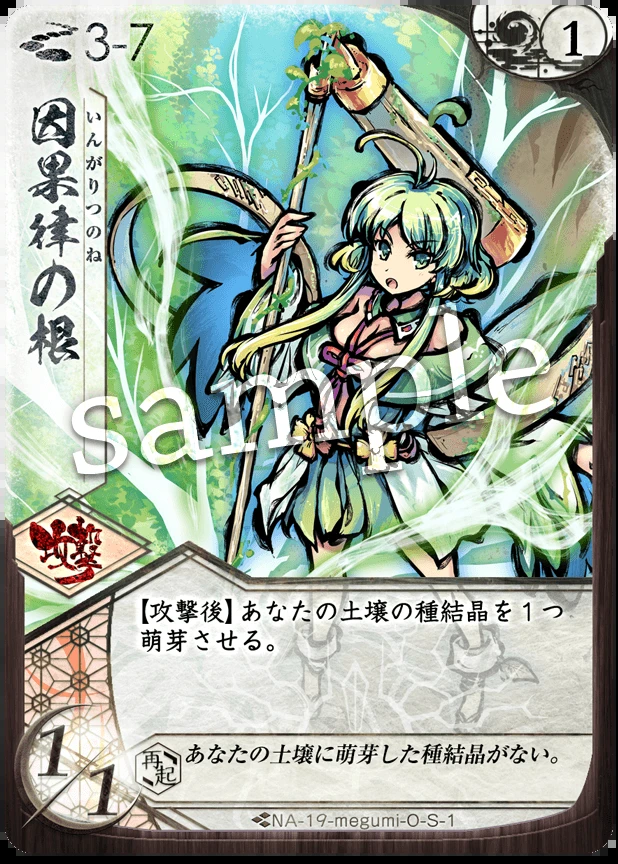 3-7
1
因果律の根
いんがりつのね
sample
攻撃
【攻撃後】あなたの土壌の種結晶を1つ
萌芽させる。
1/1
再起
あなたの土壌に萌芽した種結晶がない。
NA-19-megumi-O-S-1